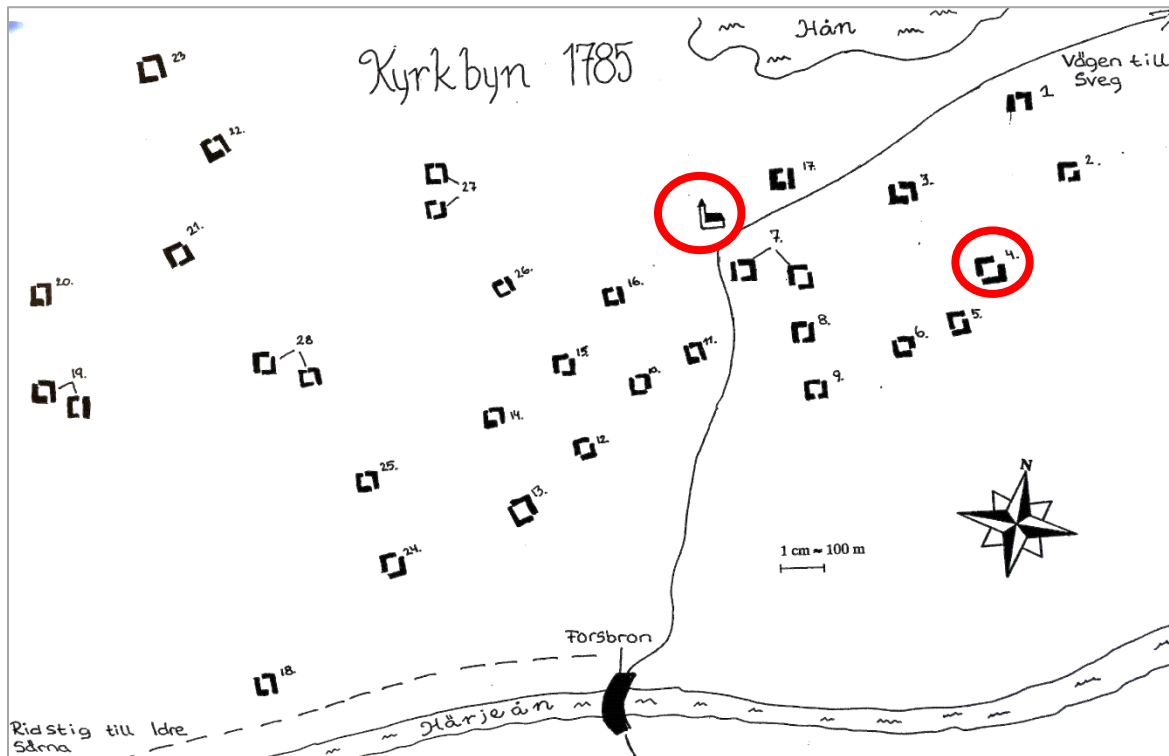 Kyrkbyn 1785
Hån
Vägen till
Sveg
1
2.
3.
4.
5.
6.
7.
8.
9.
10.
11.
12.
13.
14.
15.
16.
17.
18.
19.
20.
21.
22.
23
24.
25.
26.
27
28
N
1 cm ≈ 100 m
Forsbron
Härjeån
Ridstig till Idre
Särna